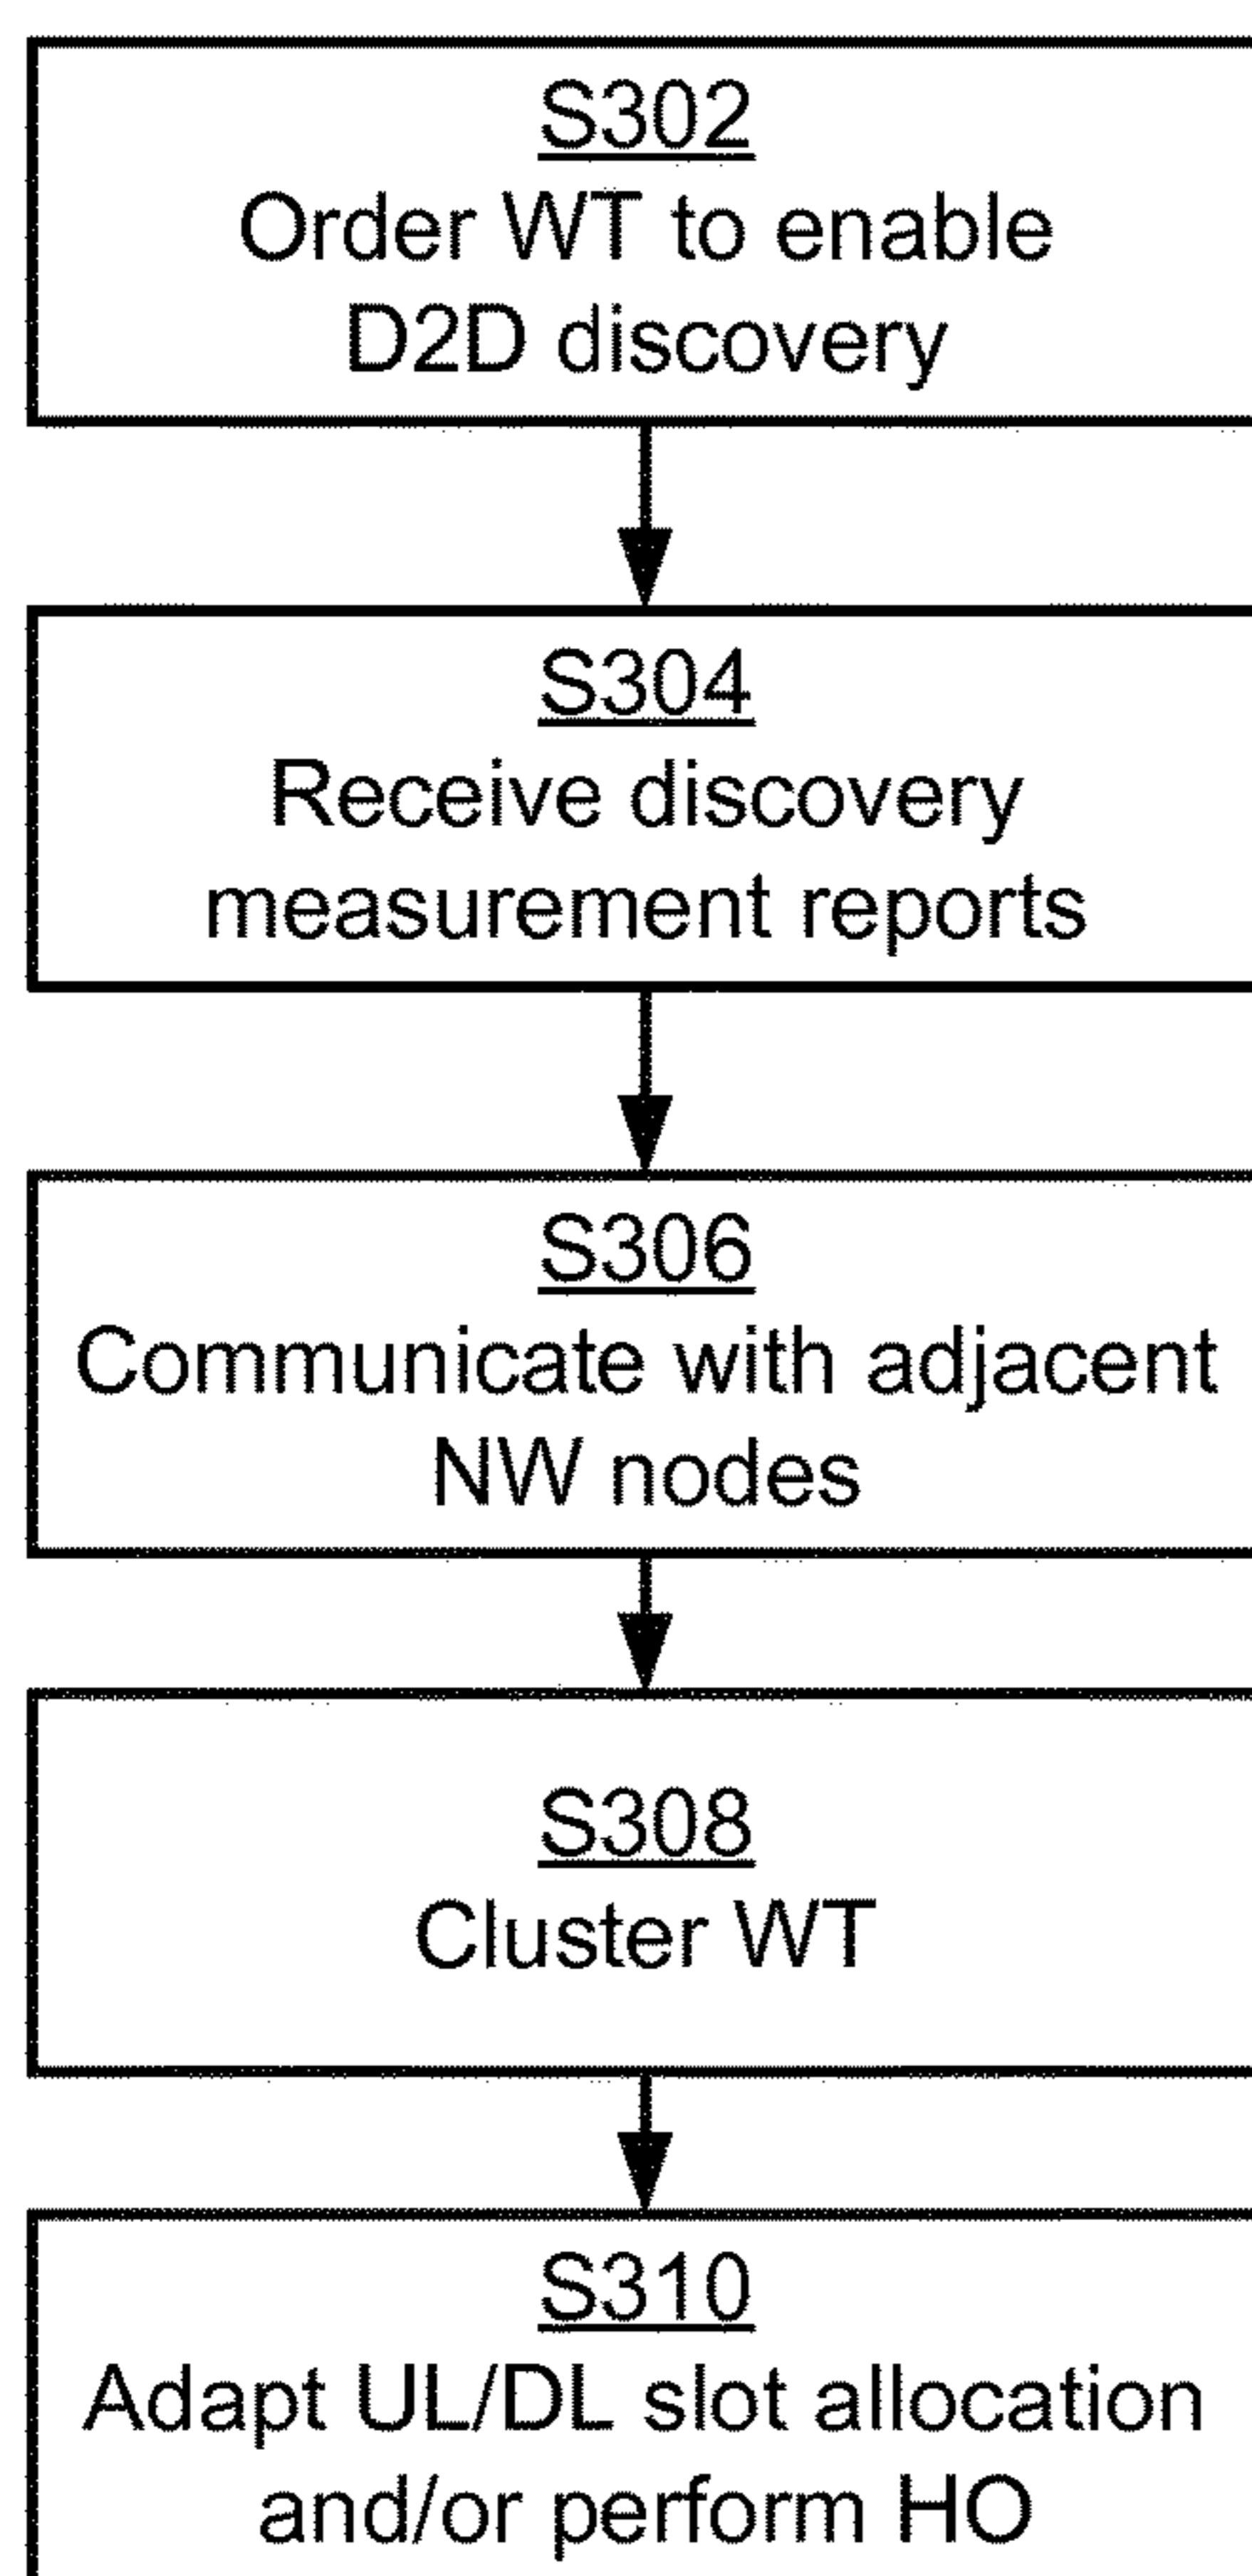 S302
Order WT to enable
D2D discovery
S304
Receive discovery
measurement reports
S306
Communicate with adjacent
NW nodes
S308
Cluster WT
S310
Adapt UL/DL slot allocation
and/or perform HO